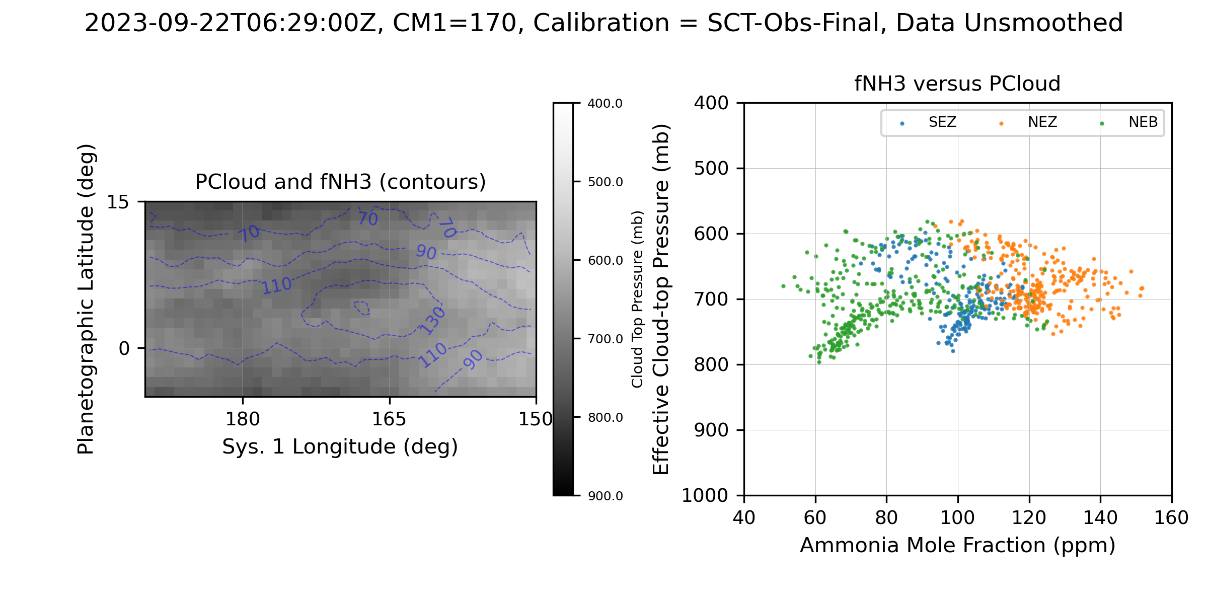 2023-09-22T06:29:00Z, CM1=170, Calibration = SCT-Obs-Final, Data Unsmoothed
PCloud and fNH3 (contours)
Planetographic Latitude (deg)
15
0
180
165
150
Sys. 1 Longitude (deg)
70
70
70
90
110
130
110
90
400.0
500.0
600.0
700.0
800.0
900.0
Cloud Top Pressure (mb)
fNH3 versus PCloud
SEZ NEZ NEB
Effective Cloud-top Pressure (mb)
400
500
600
700
800
900
1000
40 60 80 100 120 140 160
Ammonia Mole Fraction (ppm)